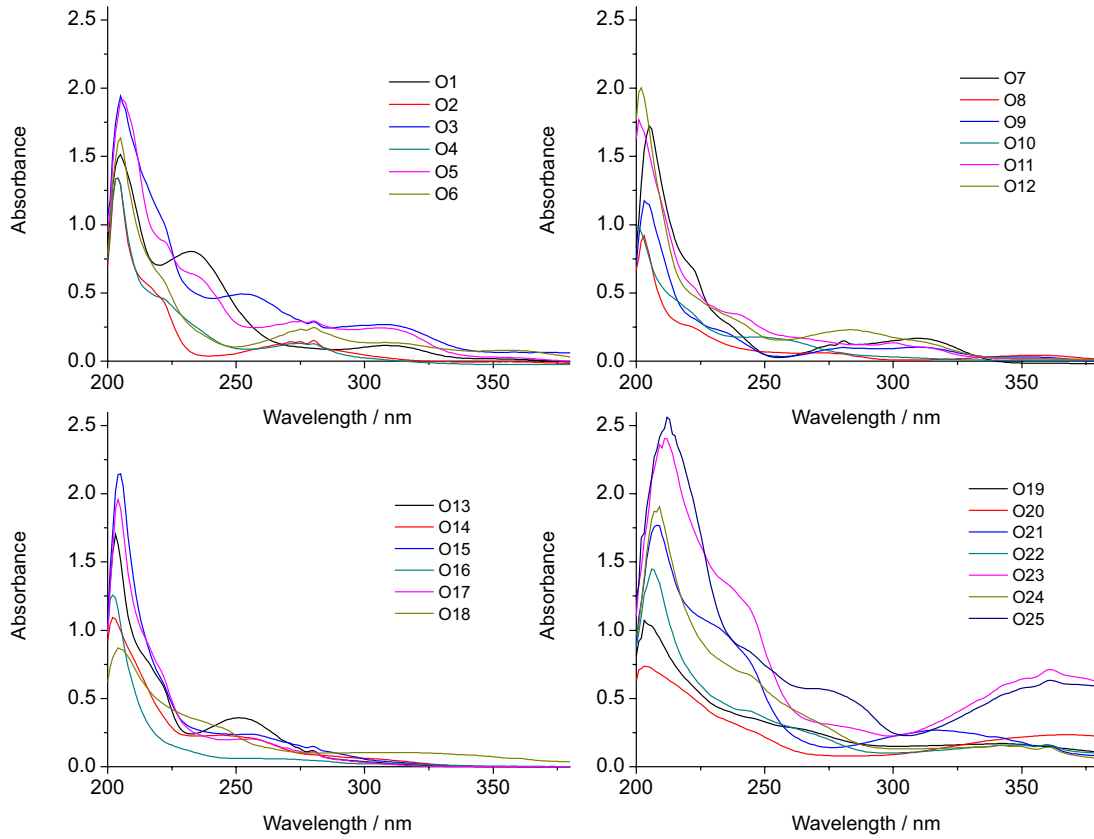 2.5
2.0
1.5
1.0
0.5
0.0
Absorbance
200
250
300
350
Wavelength / nm
O1
O2
O3
O4
O5
O6
2.5
2.0
1.5
1.0
0.5
0.0
Absorbance
200
250
300
350
Wavelength / nm
O7
O8
O9
O10
O11
O12
2.5
2.0
1.5
1.0
0.5
0.0
Absorbance
200
250
300
350
Wavelength / nm
O13
O14
O15
O16
O17
O18
2.5
2.0
1.5
1.0
0.5
0.0
Absorbance
200
250
300
350
Wavelength / nm
O19
O20
O21
O22
O23
O24
O25